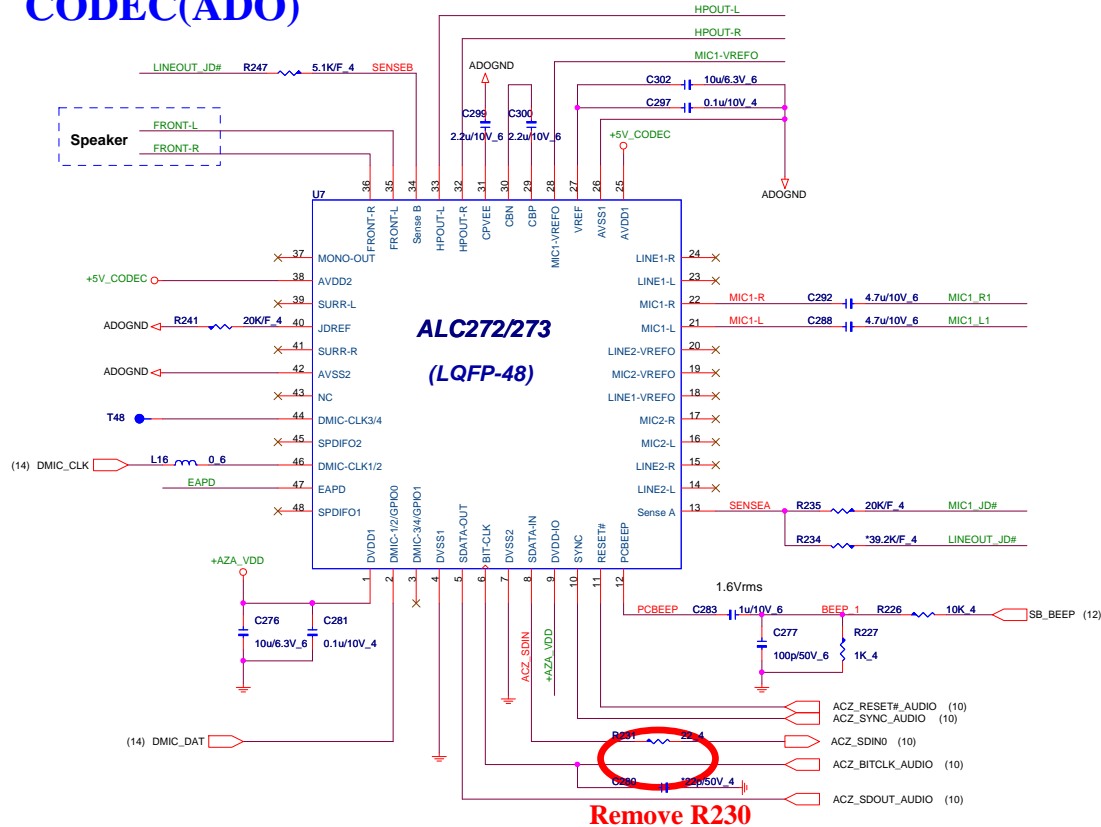 CODEC(ADO)
HPOUT-L
HPOUT-R
MIC1-VREFO
LINEOUT_JD# R247 5.1K/F_4 SENSEB
ADOGND
C302 10u/6.3V_6
C297 0.1u/10V_4
C299 2.2u/10V_6
C300 2.2u/10V_6
+5V_CODEC
ADOGND
Speaker
FRONT-L
FRONT-R
U7
36 35 34 33 32 31 30 29 28 27 26 25
FRONT-R FRONT-L Sense B HPOUT-L HPOUT-R CPVEE CBN CBP MIC1-VREFO VREF AVSS1 AVDD1
37 MONO-OUT
+5V_CODEC 38 AVDD2
39 SURR-L
ADOGND R241 20K/F_4 40 JDREF
41 SURR-R
ADOGND 42 AVSS2
43 NC
T48 44 DMIC-CLK3/4
45 SPDIFO2
(14) DMIC_CLK L16 0_6 46 DMIC-CLK1/2
EAPD 47 EAPD
48 SPDIFO1
ALC272/273
(LQFP-48)
LINE1-R 24
LINE1-L 23
MIC1-R 22 MIC1-R C292 4.7u/10V_6 MIC1_R1
MIC1-L 21 MIC1-L C288 4.7u/10V_6 MIC1_L1
LINE2-VREFO 20
MIC2-VREFO 19
LINE1-VREFO 18
MIC2-R 17
MIC2-L 16
LINE2-R 15
LINE2-L 14
Sense A 13 SENSEA R235 20K/F_4 MIC1_JD#
R234 *39.2K/F_4 LINEOUT_JD#
DVDD1 DMIC-1/2/GPIO0 DMIC-3/4/GPIO1 DVSS1 SDATA-OUT BIT-CLK DVSS2 SDATA-IN DVDD-IO SYNC RESET# PCBEEP
1 2 3 4 5 6 7 8 9 10 11 12
+AZA_VDD
C276 10u/6.3V_6
C281 0.1u/10V_4
ACZ_SDIN
+AZA_VDD
1.6Vrms
PCBEEP C283 1u/10V_6 BEEP_1 R226 10K_4 SB_BEEP (12)
C277 100p/50V_6
R227 1K_4
(14) DMIC_DAT
ACZ_RESET#_AUDIO (10)
ACZ_SYNC_AUDIO (10)
R231 22_4 ACZ_SDIN0 (10)
ACZ_BITCLK_AUDIO (10)
C280 *22p/50V_4
ACZ_SDOUT_AUDIO (10)
Remove R230